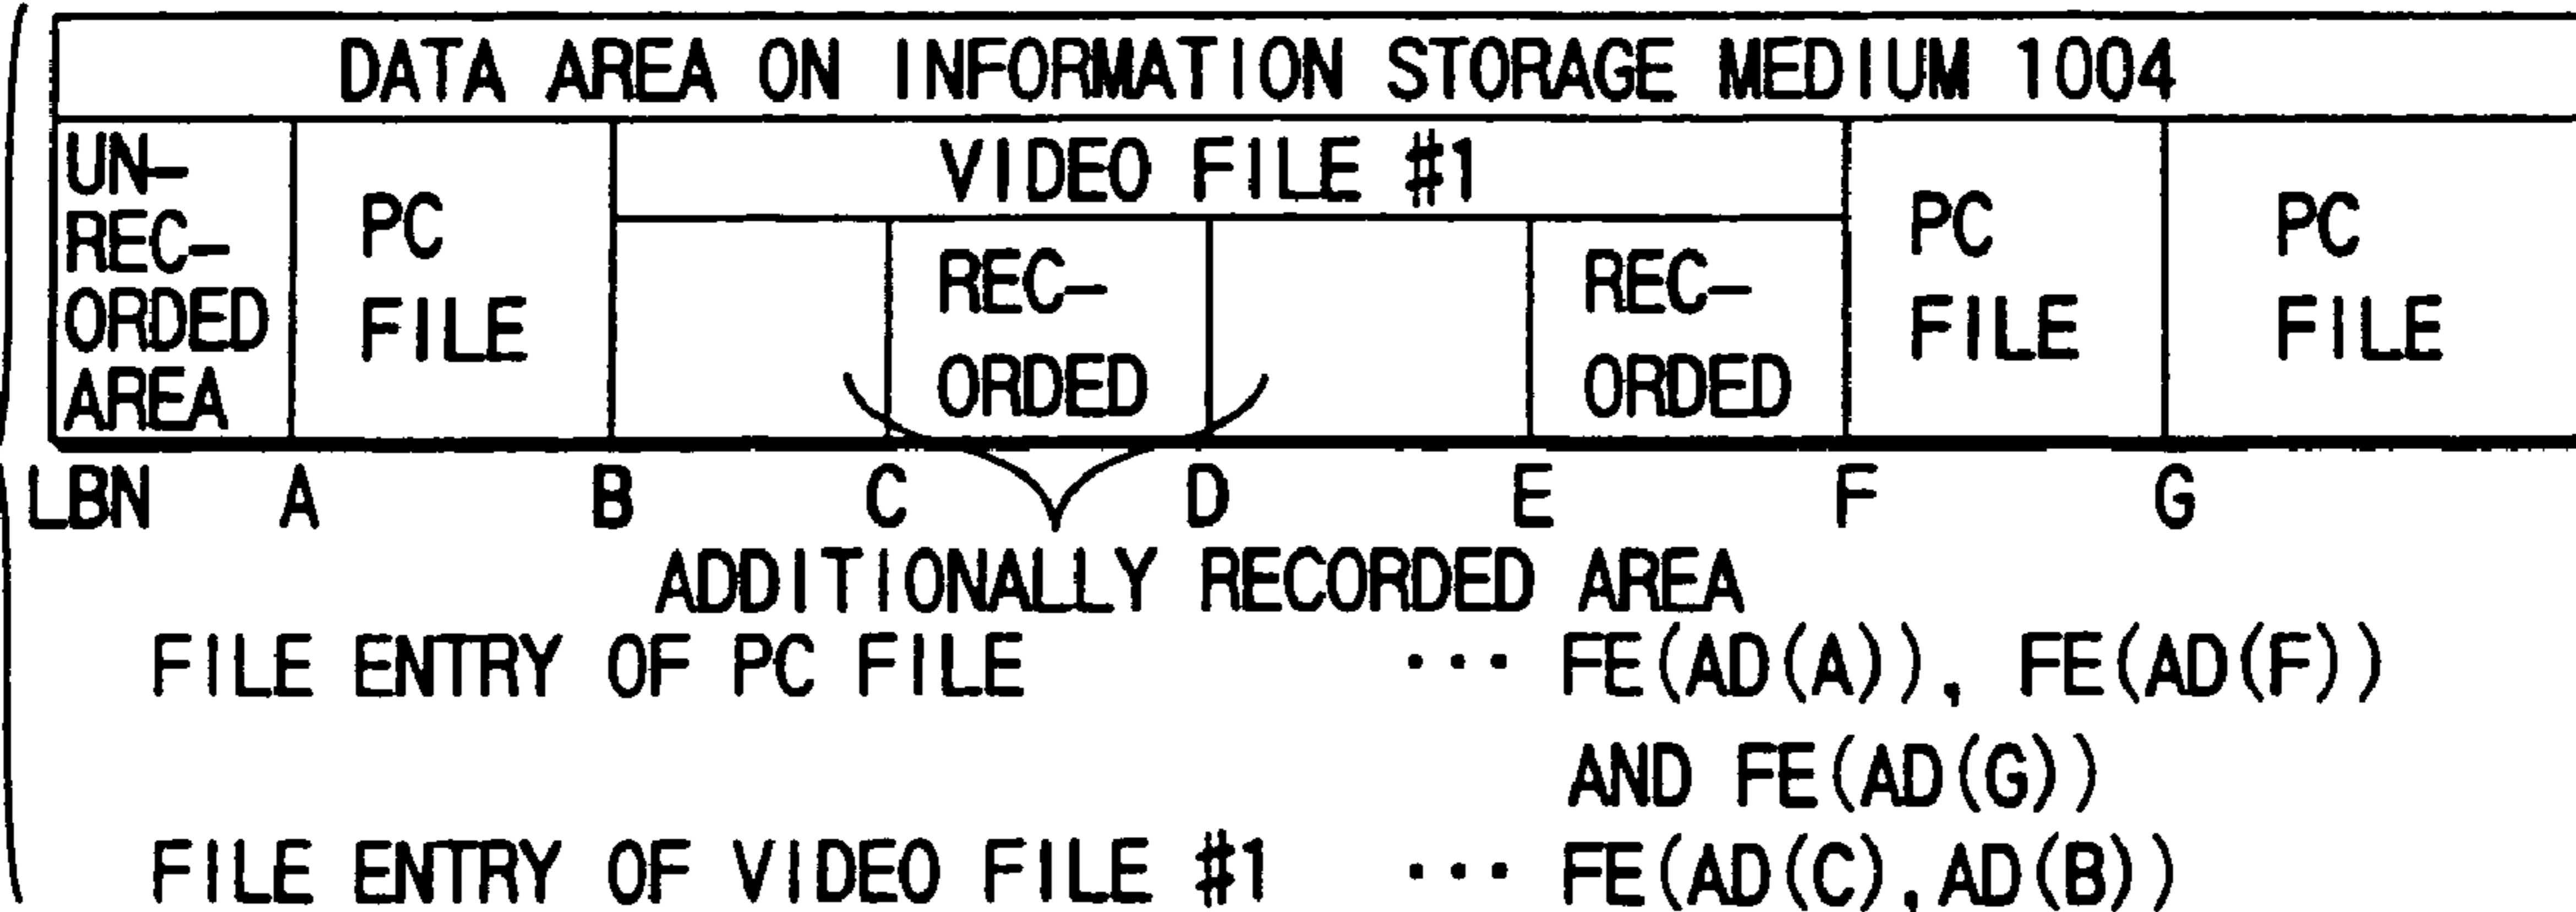 DATA AREA ON INFORMATION STORAGE MEDIUM 1004
UN-
REC-
ORDED
AREA
PC
FILE
VIDEO FILE #1
REC-
ORDED
REC-
ORDED
PC
FILE
PC
FILE
LBN A B C D E F G
ADDITIONALLY RECORDED AREA
FILE ENTRY OF PC FILE ··· FE(AD(A)), FE(AD(F))
AND FE(AD(G))
FILE ENTRY OF VIDEO FILE #1 ··· FE(AD(C),AD(B))